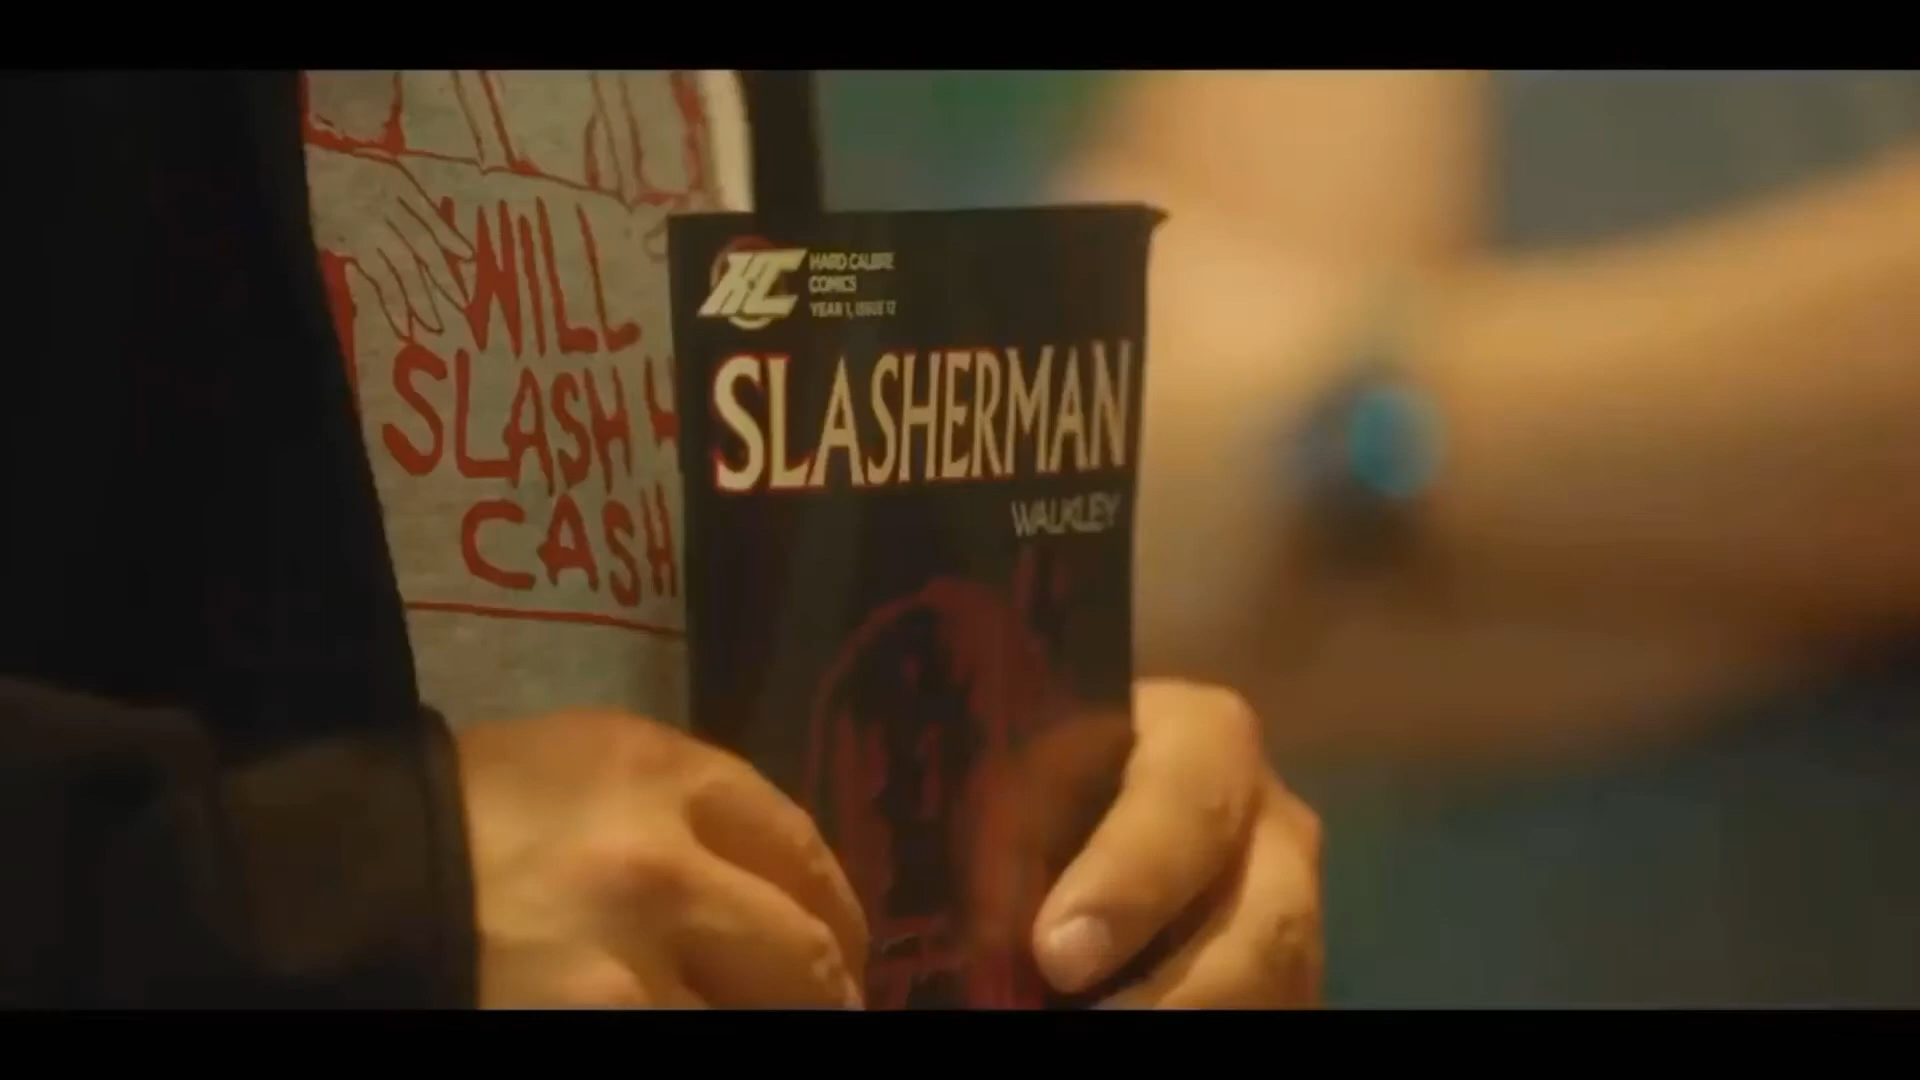 WILL
SLASH
CASH
HC
HARD CALIBRE
COMICS
YEAR 1, ISSUE 12
SLASHERMAN
WALKLEY